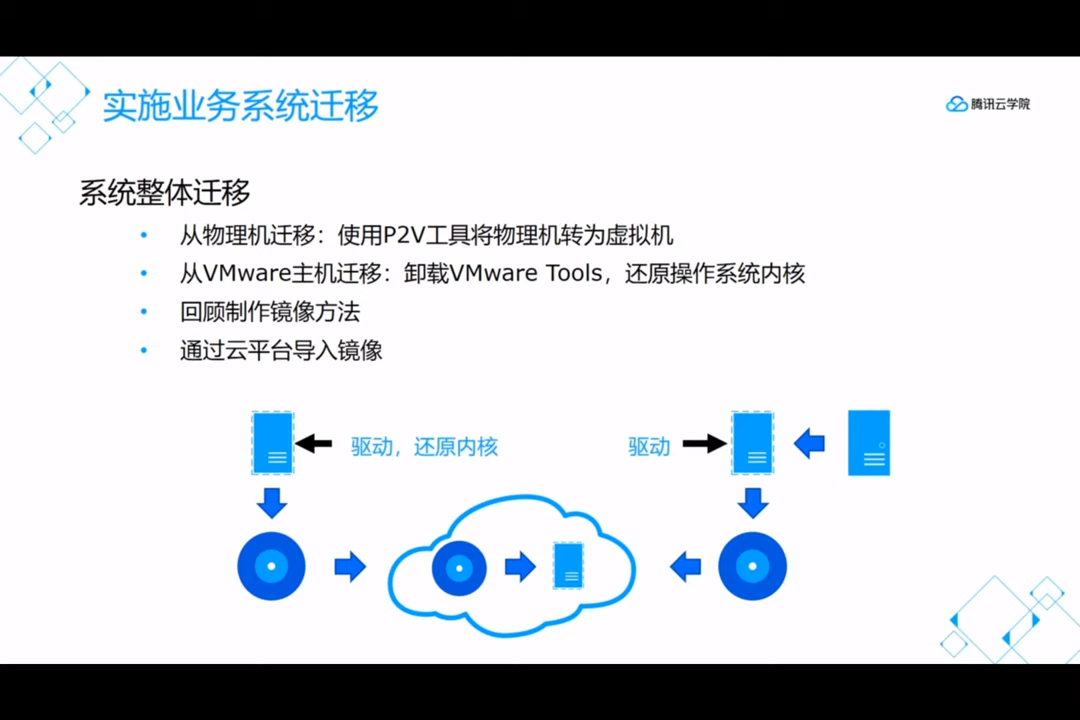 实施业务系统迁移
腾讯云学院
系统整体迁移
• 从物理机迁移：使用P2V工具将物理机转为虚拟机
• 从VMware主机迁移：卸载VMware Tools，还原操作系统内核
• 回顾制作镜像方法
• 通过云平台导入镜像
驱动，还原内核
驱动